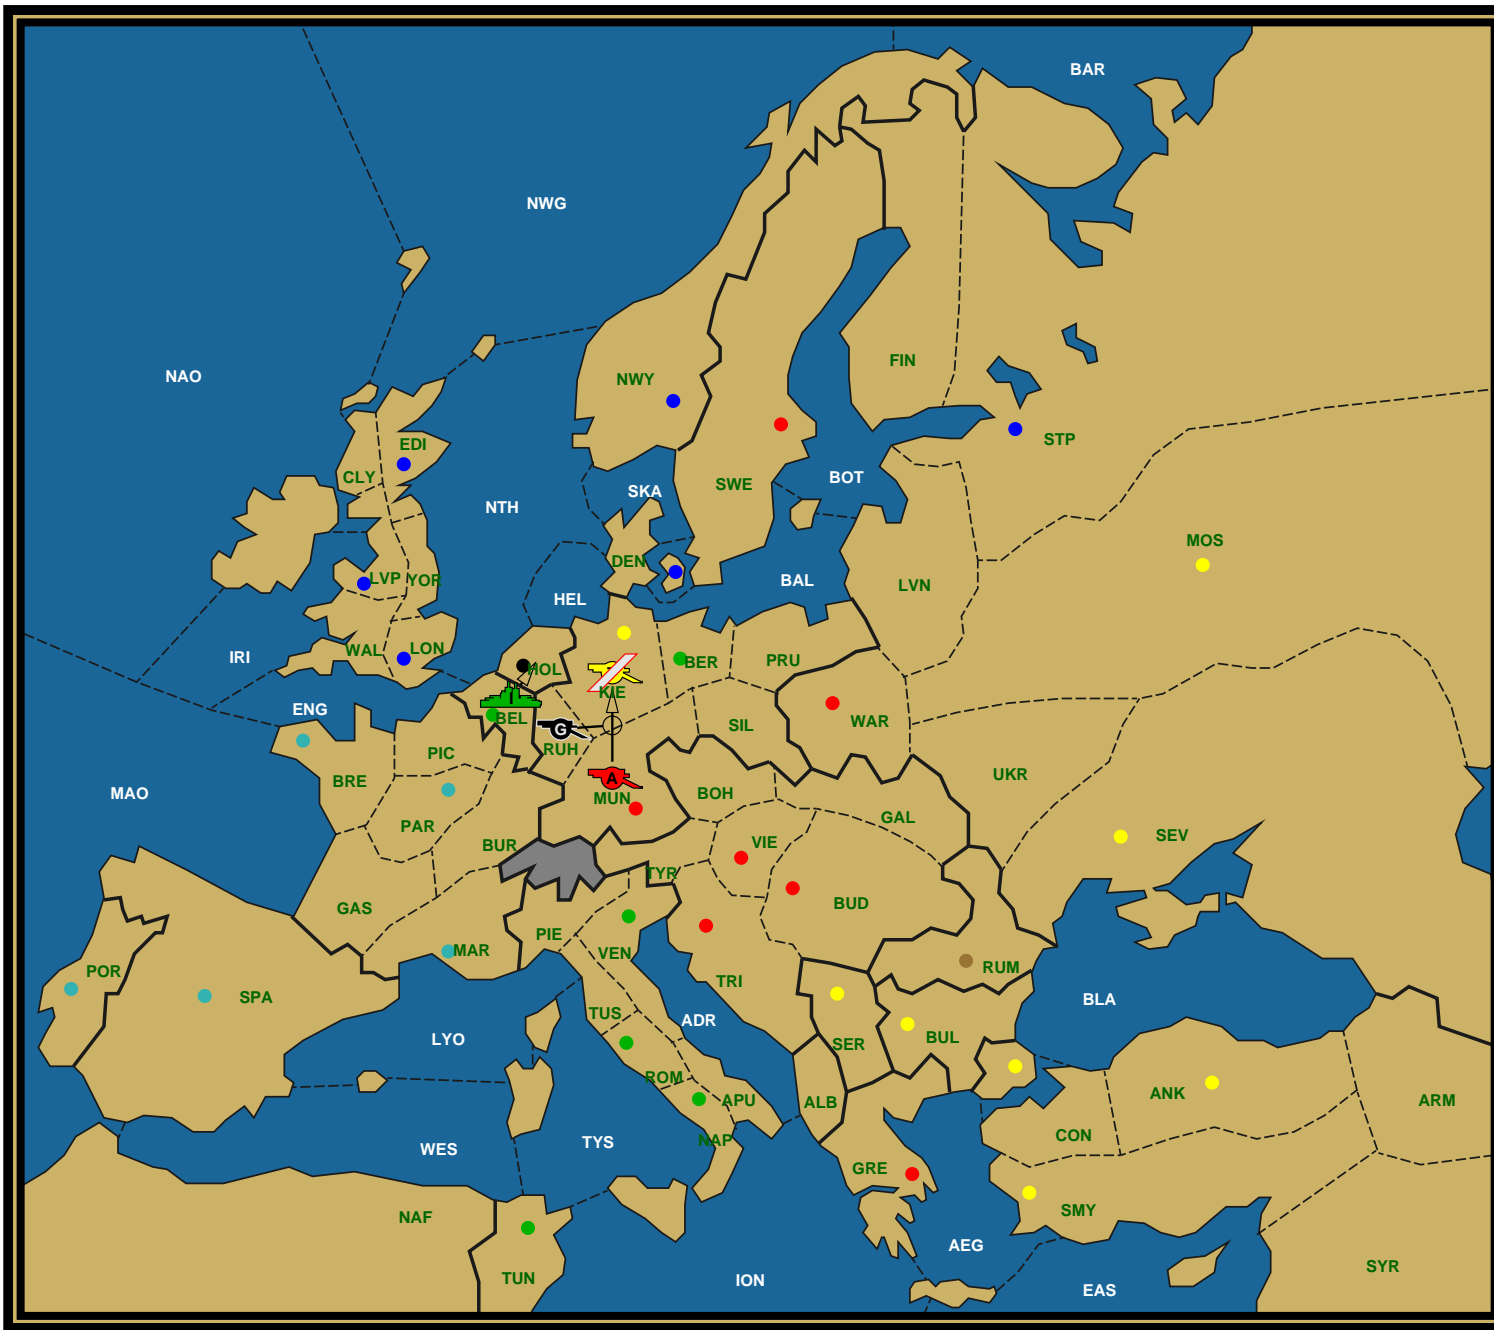 BAR
NWG
NAO
FIN
NWY
EDI
STP
CLY
SWE
BOT
SKA
NTH
MOS
DEN
LVP
YOR
BAL
LVN
HEL
WAL
LON
IRI
HOL
BER
PRU
KIE
I
ENG
BEL
G
RUH
SIL
WAR
PIC
BRE
A
MUN
BOH
UKR
MAO
PAR
GAL
SEV
BUR
VIE
TYR
BUD
GAS
PIE
MAR
VEN
RUM
POR
SPA
TRI
BLA
TUS
ADR
LYO
SER
BUL
ROM
APU
ALB
ANK
ARM
CON
WES
TYS
NAP
GRE
SMY
NAF
AEG
SYR
TUN
ION
EAS